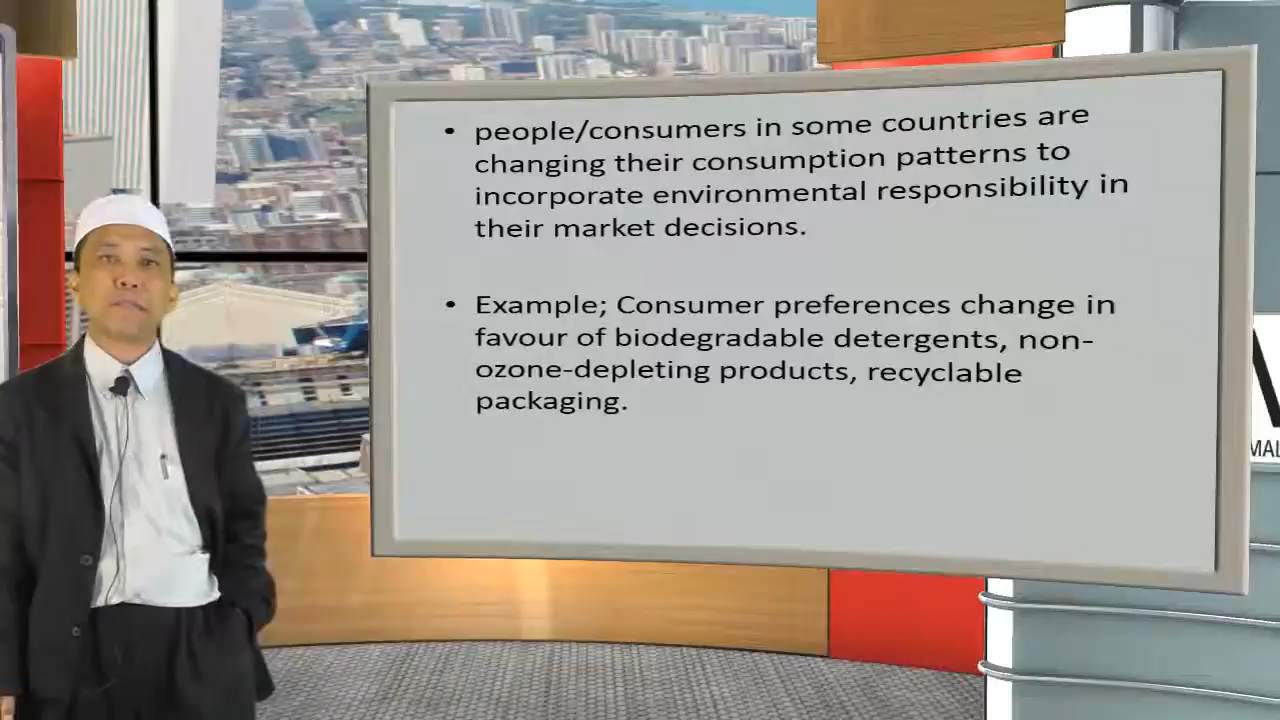 • people/consumers in some countries are
changing their consumption patterns to
incorporate environmental responsibility in
their market decisions.
• Example; Consumer preferences change in
favour of biodegradable detergents, non-
ozone-depleting products, recyclable
packaging.
MAL